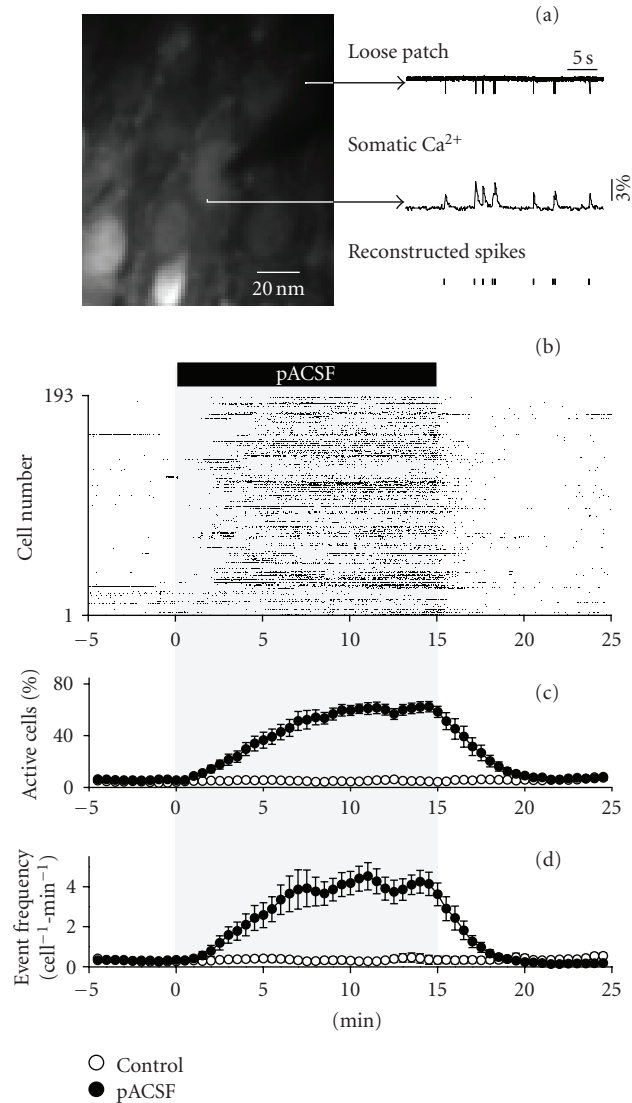 (a)
Loose patch
5 s
Somatic Ca²⁺
3%
Reconstructed spikes
20 nm
(b)
pACSF
193
Cell number
1
−5 0 5 10 15 20 25
(c)
Active cells (%)
80
40
0
−5 0 5 10 15 20 25
(d)
Event frequency
(cell⁻¹-min⁻¹)
4
2
0
−5 0 5 10 15 20 25
(min)
Control
pACSF